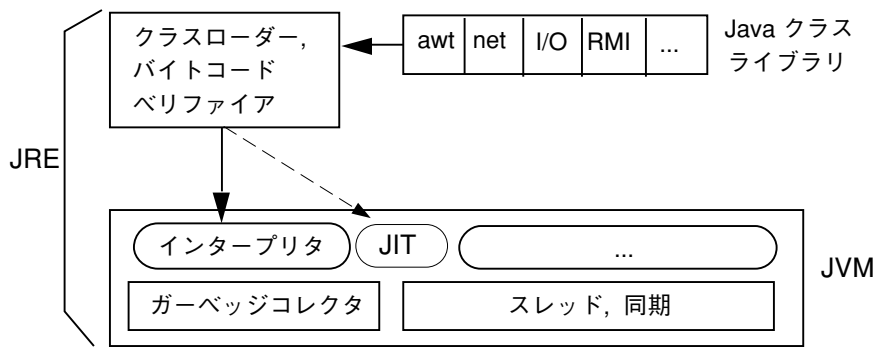 クラスローダー,
バイトコード
ベリファイア
awt net I/O RMI ...
Java クラス
ライブラリ
JRE
インタープリタ
JIT
...
JVM
ガーベッジコレクタ
スレッド, 同期